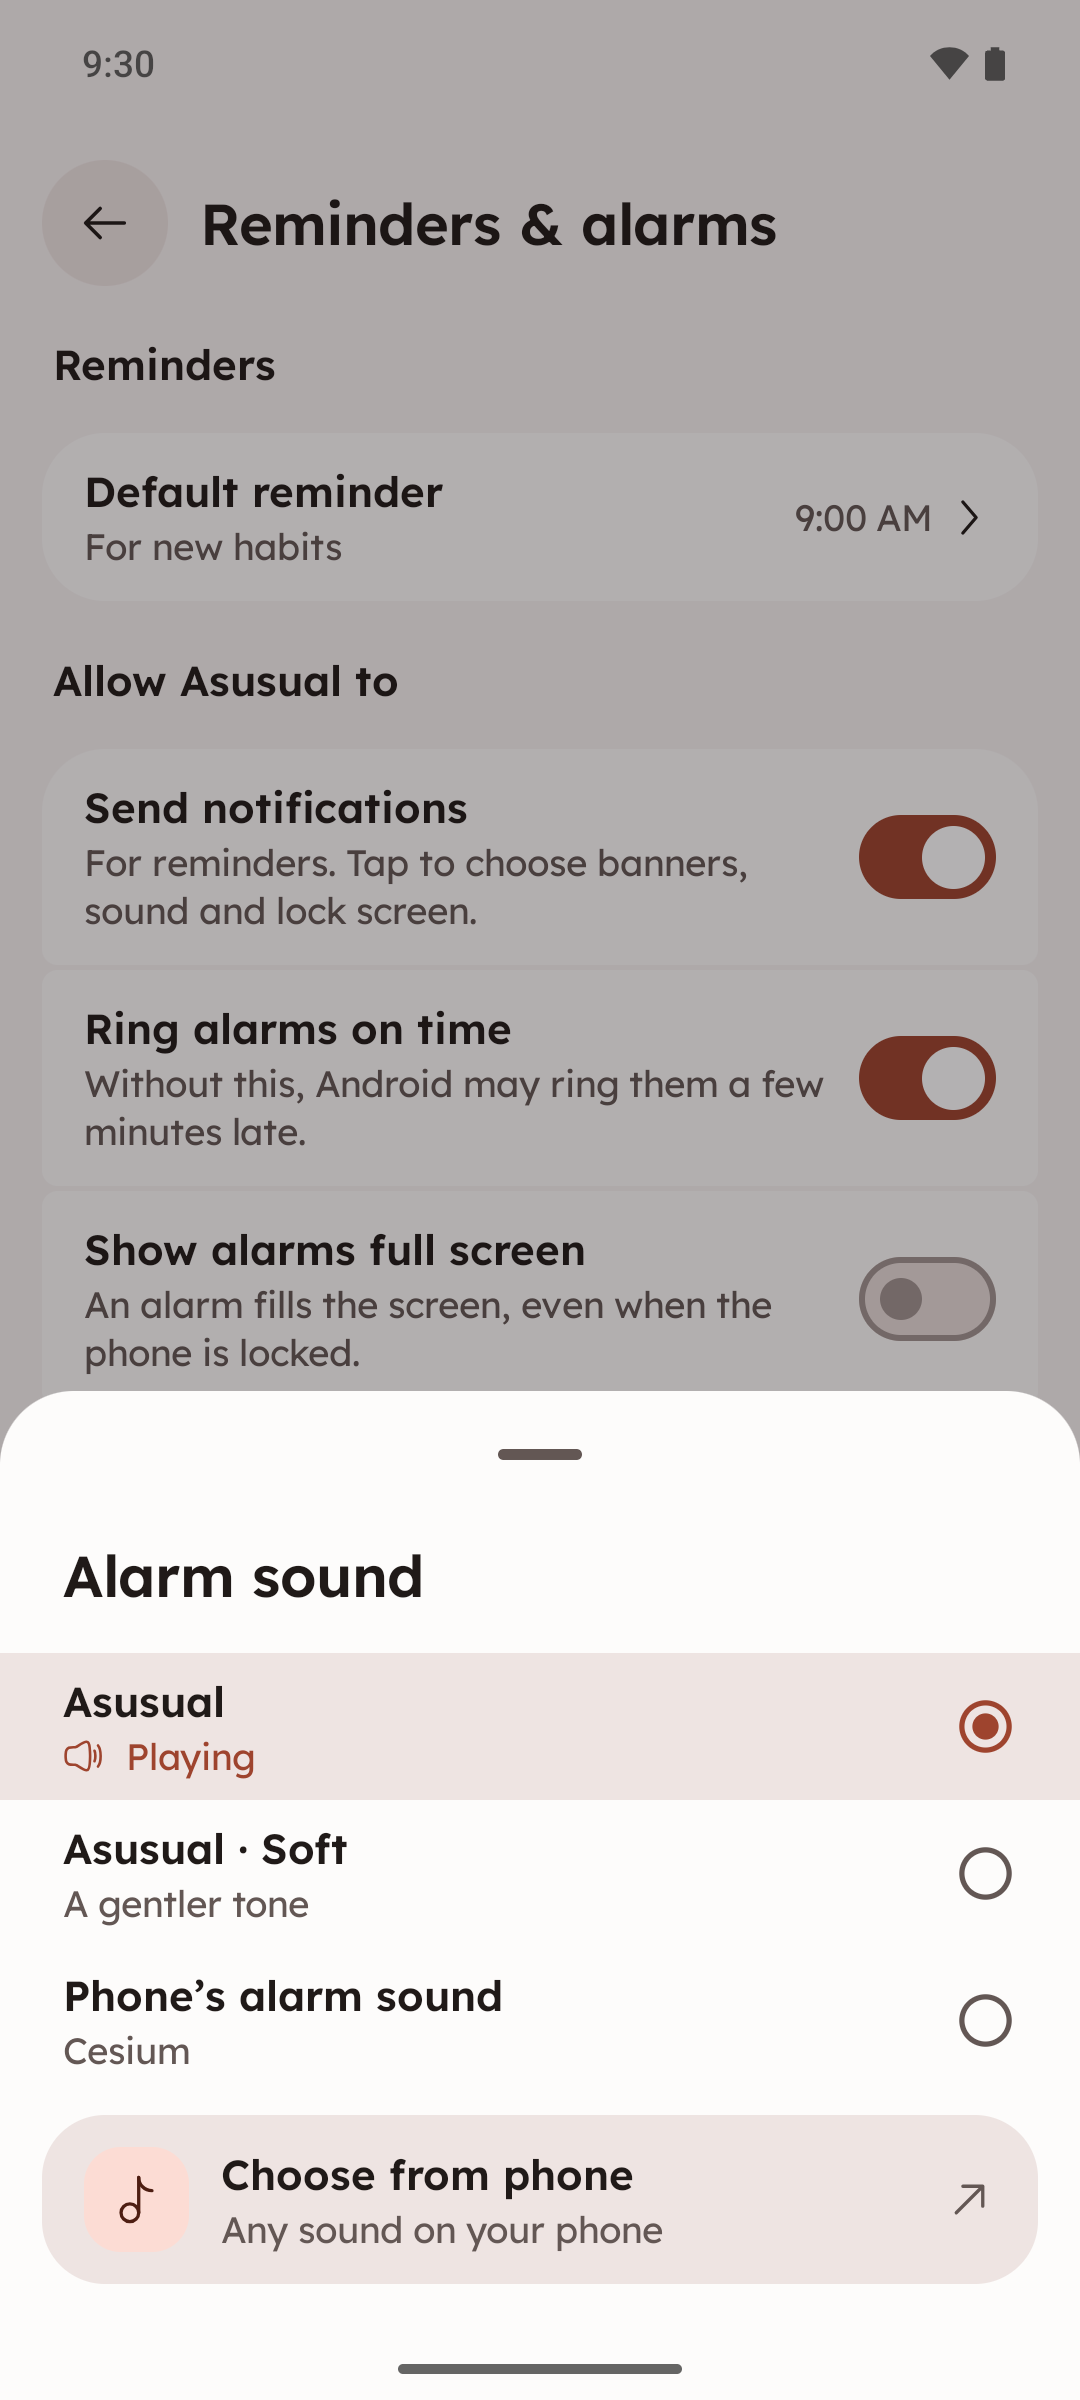 9:30
Reminders & alarms
Reminders
Default reminder
For new habits
9:00 AM
Allow Asusual to
Send notifications
For reminders. Tap to choose banners,
sound and lock screen.
Ring alarms on time
Without this, Android may ring them a few
minutes late.
Show alarms full screen
An alarm fills the screen, even when the
phone is locked.
Alarm sound
Asusual
Playing
Asusual · Soft
A gentler tone
Phone’s alarm sound
Cesium
Choose from phone
Any sound on your phone